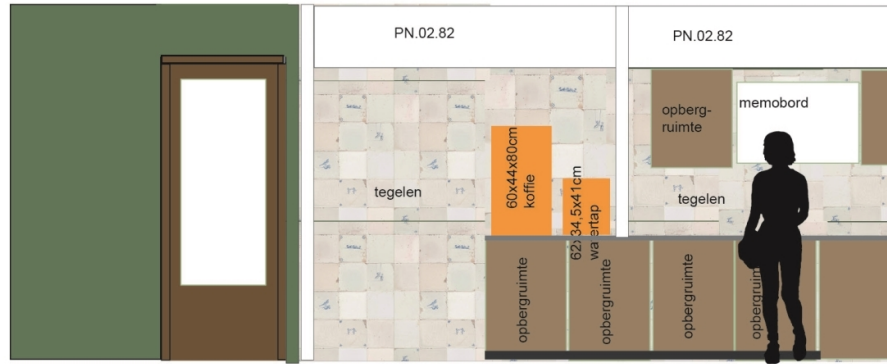 PN.02.82
PN.02.82
opberg-
ruimte
memobord
tegelen
tegelen
60x44x80cm
koffie
62x34,5x41cm
watertap
opbergruimte
opbergruimte
opbergruimte
opbergruimte